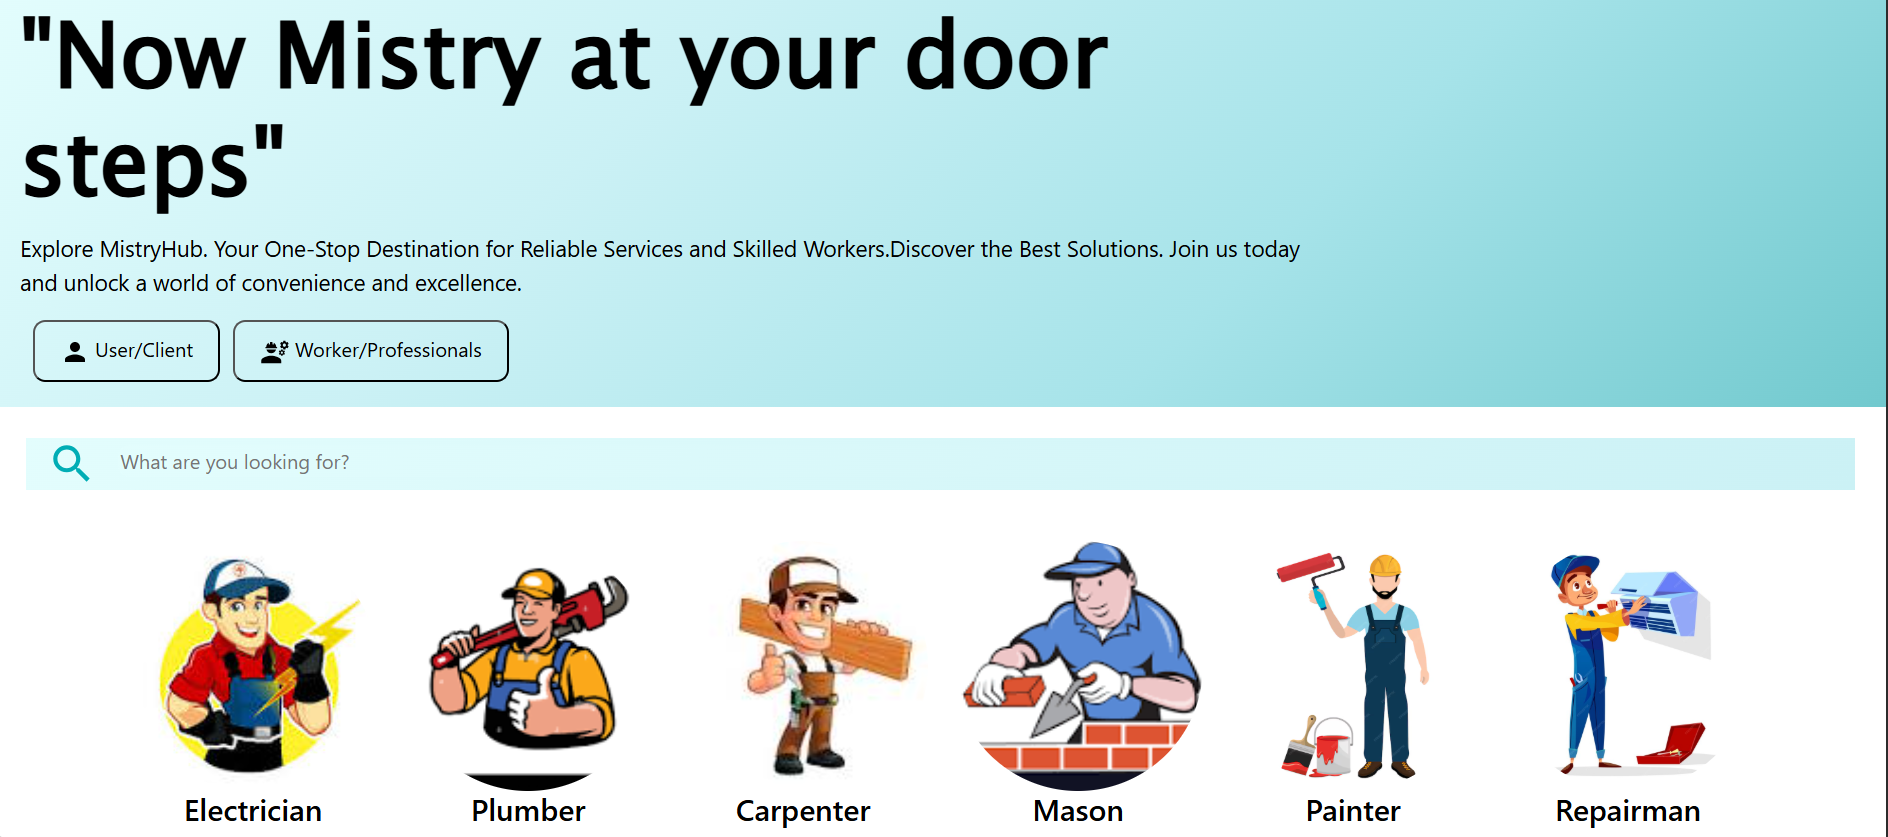 "Now Mistry at your door
steps"
Explore MistryHub. Your One-Stop Destination for Reliable Services and Skilled Workers.Discover the Best Solutions. Join us today
and unlock a world of convenience and excellence.
User/Client Worker/Professionals
What are you looking for?
Electrician Plumber Carpenter Mason Painter Repairman